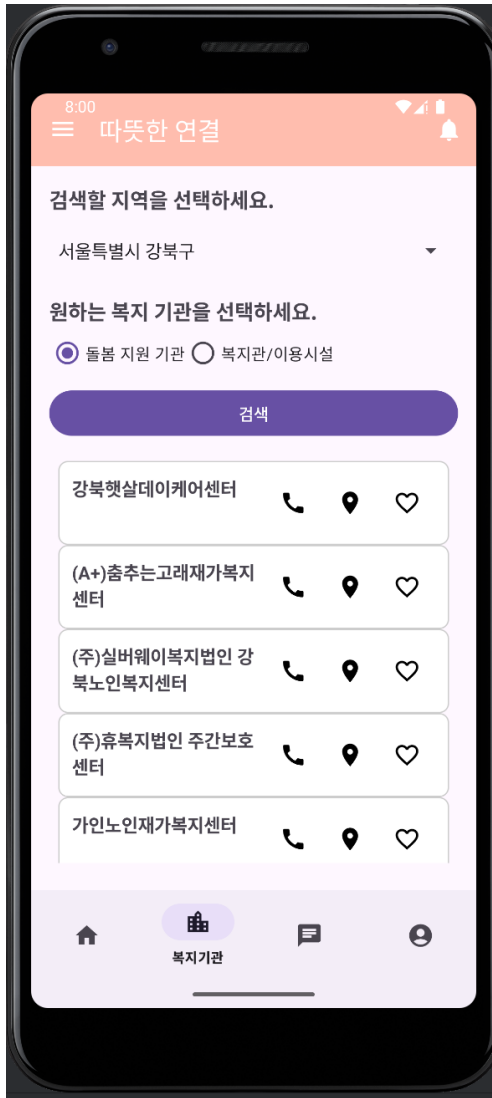 8:00
따뜻한 연결
검색할 지역을 선택하세요.
서울특별시 강북구
원하는 복지 기관을 선택하세요.
돌봄 지원 기관 복지관/이용시설
검색
강북햇살데이케어센터
(A+)춤추는고래재가복지
센터
(주)실버웨이복지법인 강
북노인복지센터
(주)휴복지법인 주간보호
센터
가인노인재가복지센터
복지기관